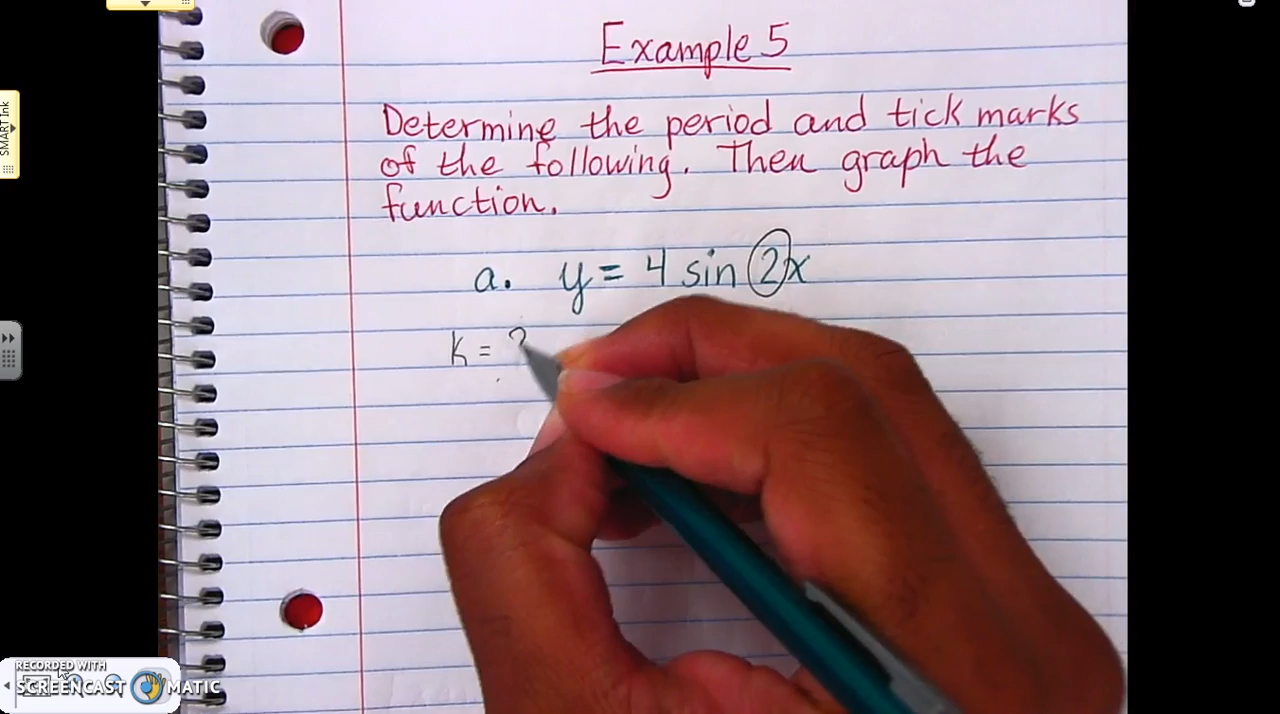 Example 5
Determine the period and tick marks
of the following. Then graph the
function.
a. y = 4 sin 2x
K =
SMART Ink
RECORDED WITH
SCREENCAST MATIC